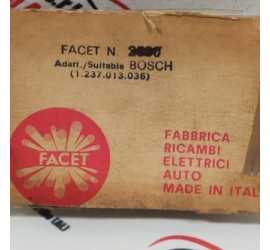 FACET N.
Adatt./Suitable BOSCH
(1.237.013.036)
FACET
FABBRICA
RICAMBI
ELETTRICI
AUTO
MADE IN ITAL